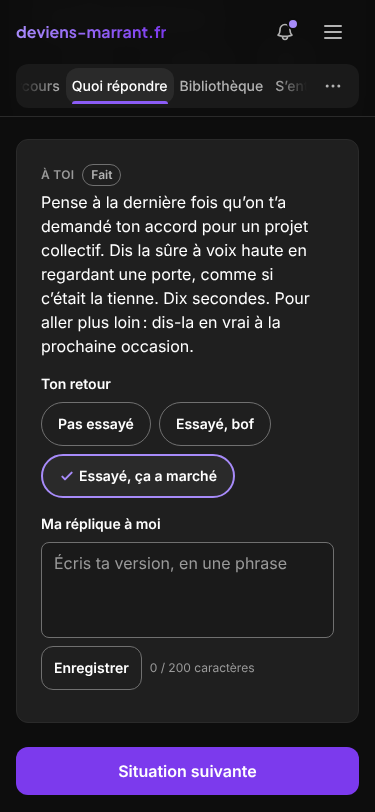 deviens-marrant.fr
cours Quoi répondre Bibliothèque S'en
À TOI Fait
Pense à la dernière fois qu'on t'a
demandé ton accord pour un projet
collectif. Dis la sûre à voix haute en
regardant une porte, comme si
c'était la tienne. Dix secondes. Pour
aller plus loin : dis-la en vrai à la
prochaine occasion.
Ton retour
Pas essayé Essayé, bof
Essayé, ça a marché
Ma réplique à moi
Écris ta version, en une phrase
Enregistrer 0 / 200 caractères
Situation suivante